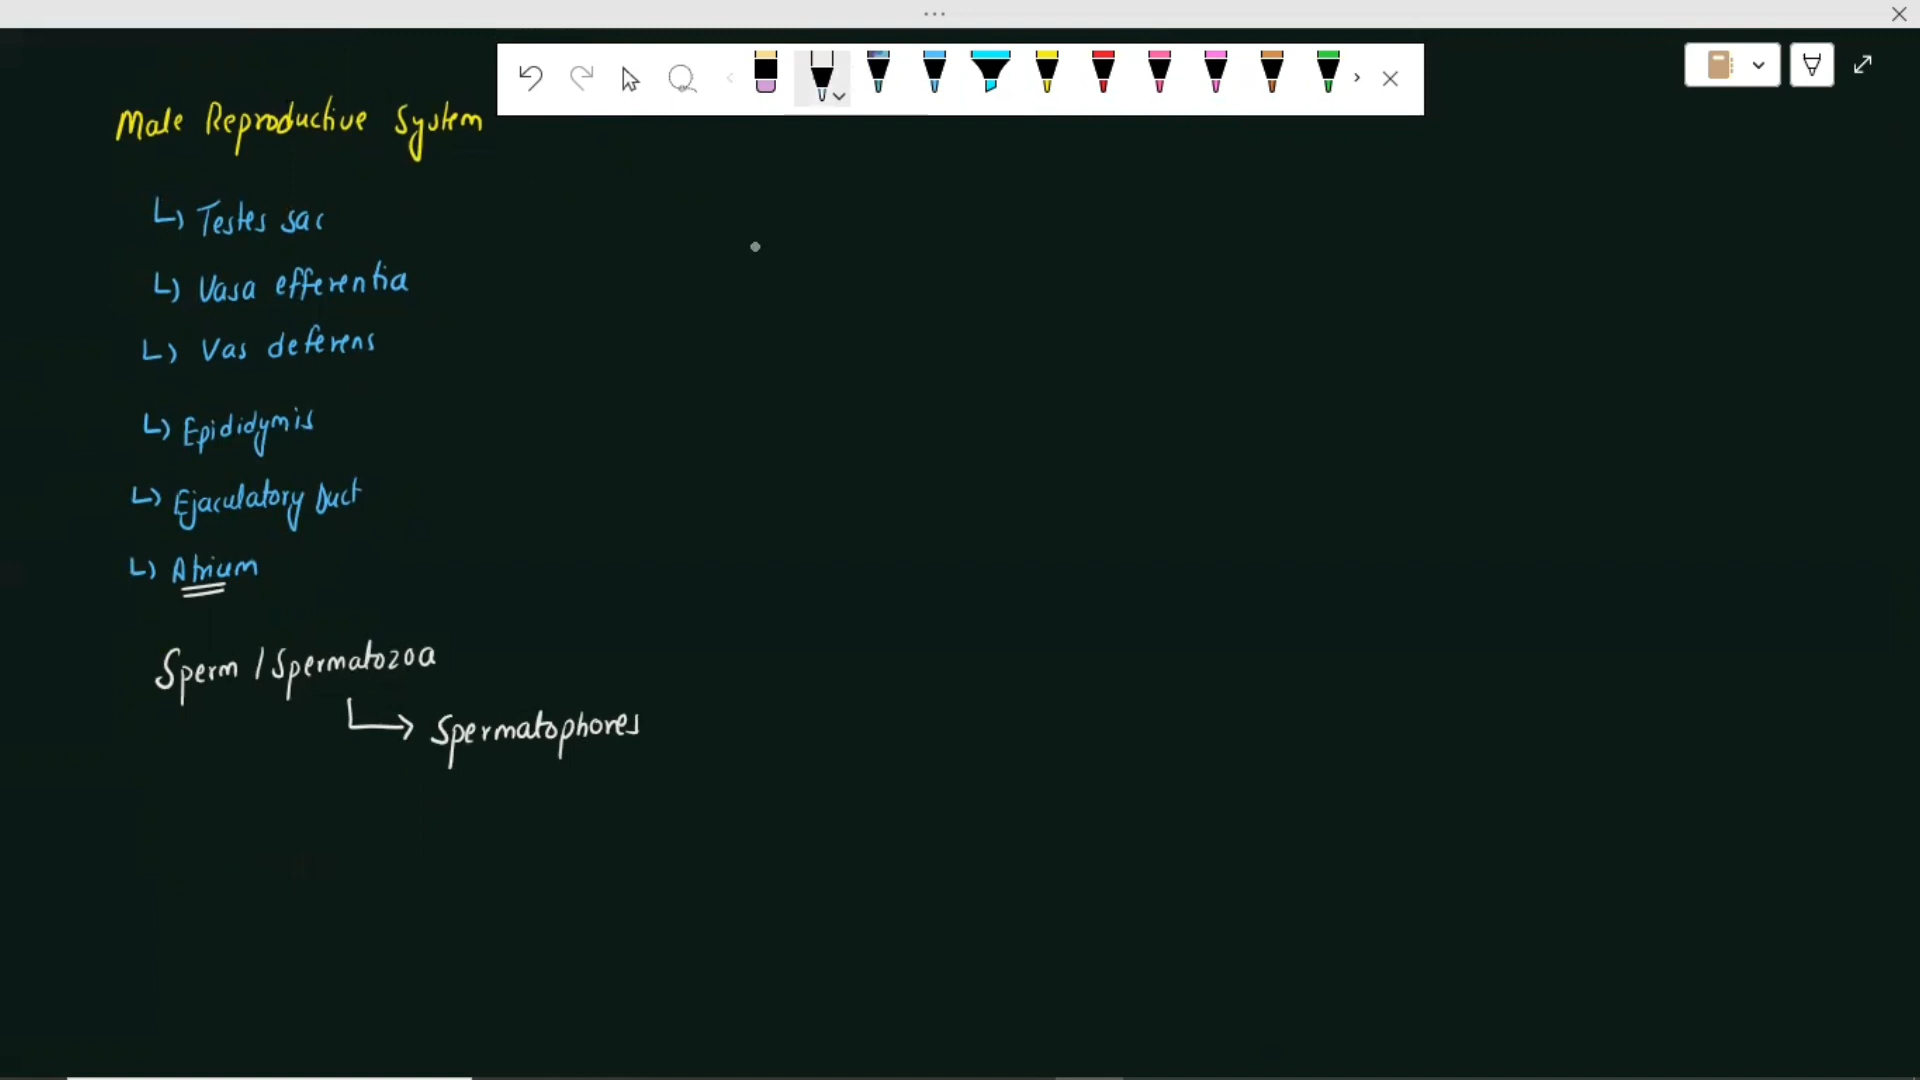 Male Reproductive System
Testes sac
Vasa efferentia
Vas deferens
Epididymis
Ejaculatory Duct
Atrium
Sperm / Spermatozoa
Spermatophores